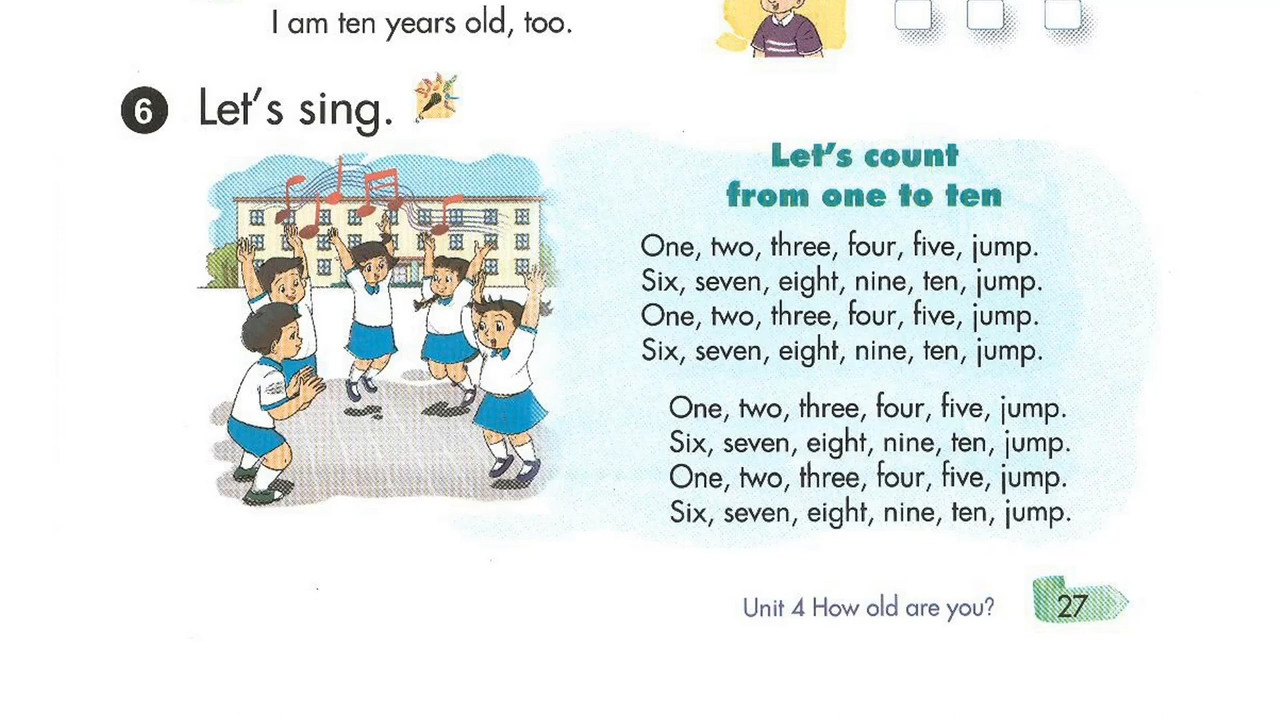 I am ten years old, too.
6 Let's sing.
Let's count
from one to ten
One, two, three, four, five, jump.
Six, seven, eight, nine, ten, jump.
One, two, three, four, five, jump.
Six, seven, eight, nine, ten, jump.
One, two, three, four, five, jump.
Six, seven, eight, nine, ten, jump.
One, two, three, four, five, jump.
Six, seven, eight, nine, ten, jump.
Unit 4 How old are you?
27